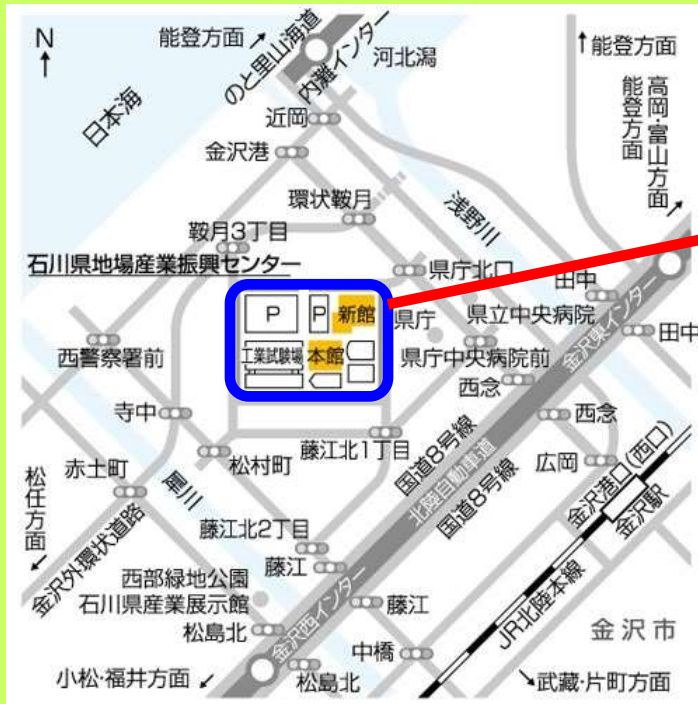 N
能登方面
のと里山海道
内灘インター
河北潟
能登方面
高岡・富山方面
能登方面
日本海
近岡
金沢港
環状鞍月
浅野川
鞍月3丁目
石川県地場産業振興センター
県庁北口
田中
P
P
新館
県庁
県立中央病院
金沢東インター
田中
西警察署前
工業試験場
本館
県庁中央病院前
西念
寺中
西念
藤江北1丁目
国道8号線
北陸自動車道
国道8号線
広岡
金沢港口(西口)
金沢駅
松村町
赤土町
松任方面
犀川
金沢外環状道路
藤江北2丁目
藤江
西部緑地公園
石川県産業展示館
藤江
JR北陸本線
金沢市
松島北
金沢西インター
中橋
小松・福井方面
松島北
武蔵・片町方面